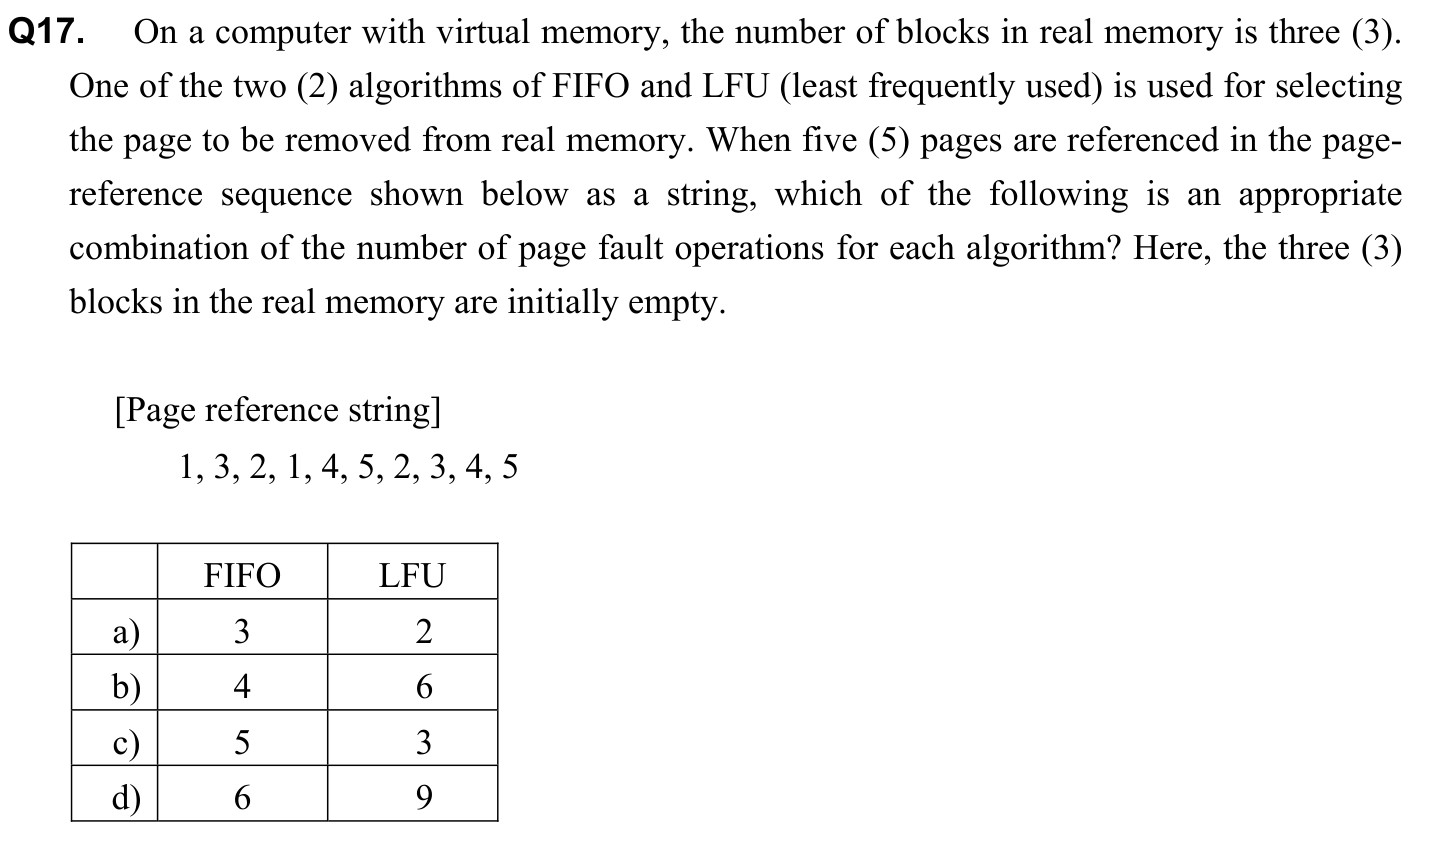 Q17. On a computer with virtual memory, the number of blocks in real memory is three (3).
One of the two (2) algorithms of FIFO and LFU (least frequently used) is used for selecting
the page to be removed from real memory. When five (5) pages are referenced in the page-
reference sequence shown below as a string, which of the following is an appropriate
combination of the number of page fault operations for each algorithm? Here, the three (3)
blocks in the real memory are initially empty.
[Page reference string]
1, 3, 2, 1, 4, 5, 2, 3, 4, 5
FIFO LFU
a) 3 2
b) 4 6
c) 5 3
d) 6 9